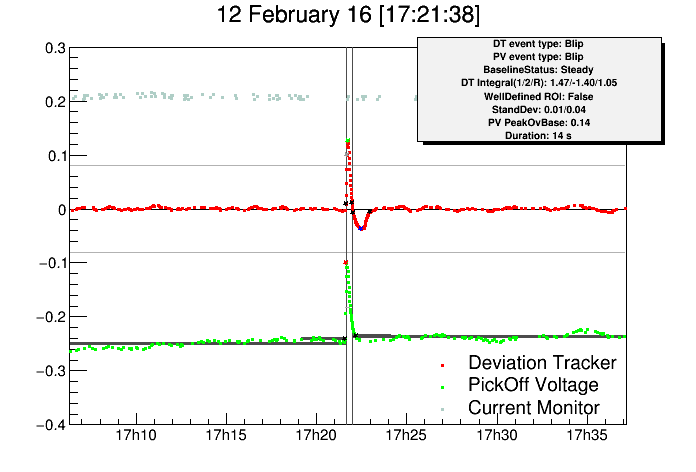 12 February 16 [17:21:38]
DT event type: Blip
PV event type: Blip
BaselineStatus: Steady
DT Integral(1/2/R): 1.47/-1.40/1.05
WellDefined ROI: False
StandDev: 0.01/0.04
PV PeakOvBase: 0.14
Duration: 14 s
0.3
0.2
0.1
0
−0.1
−0.2
−0.3
−0.4
Deviation Tracker
PickOff Voltage
Current Monitor
17h10 17h15 17h20 17h25 17h30 17h35